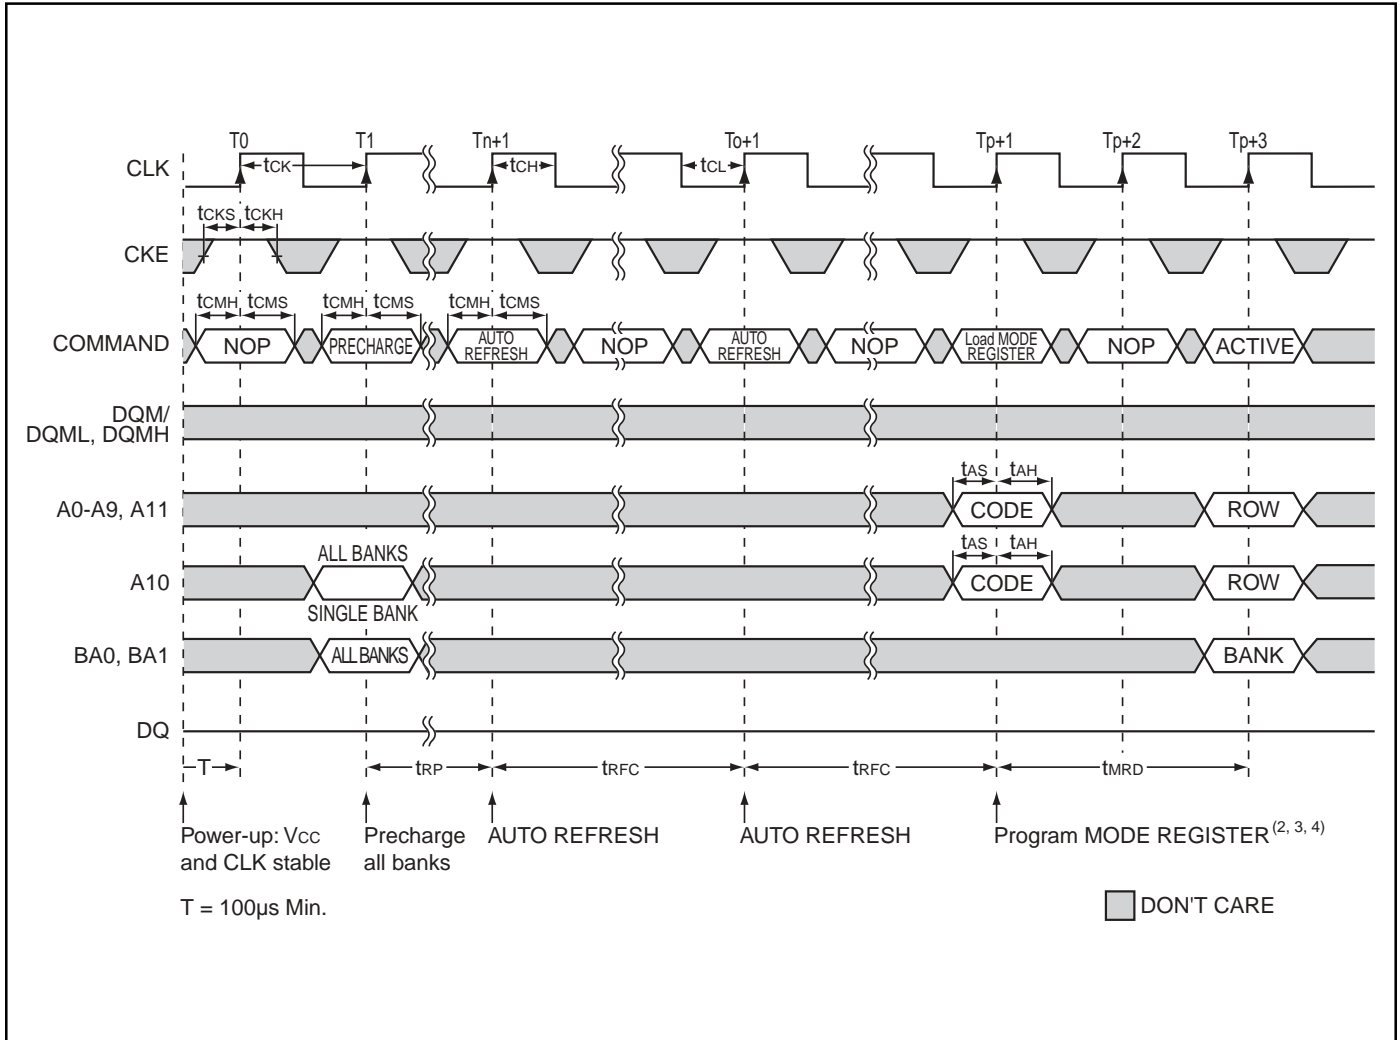 T0 T1 Tn+1 To+1 Tp+1 Tp+2 Tp+3
CLK tCK tCH tCL
tCKS tCKH
CKE
tCMH tCMS tCMH tCMS tCMH tCMS
COMMAND NOP PRECHARGE AUTO REFRESH NOP AUTO REFRESH NOP Load MODE REGISTER NOP ACTIVE
DQM/
DQML, DQMH
tAS tAH
A0-A9, A11 CODE ROW
ALL BANKS tAS tAH
A10 CODE ROW
SINGLE BANK
BA0, BA1 ALL BANKS BANK
DQ
T tRP tRFC tRFC tMRD
Power-up: VCC
and CLK stable
Precharge
all banks
AUTO REFRESH
AUTO REFRESH
Program MODE REGISTER(2, 3, 4)
T = 100µs Min.
DON'T CARE